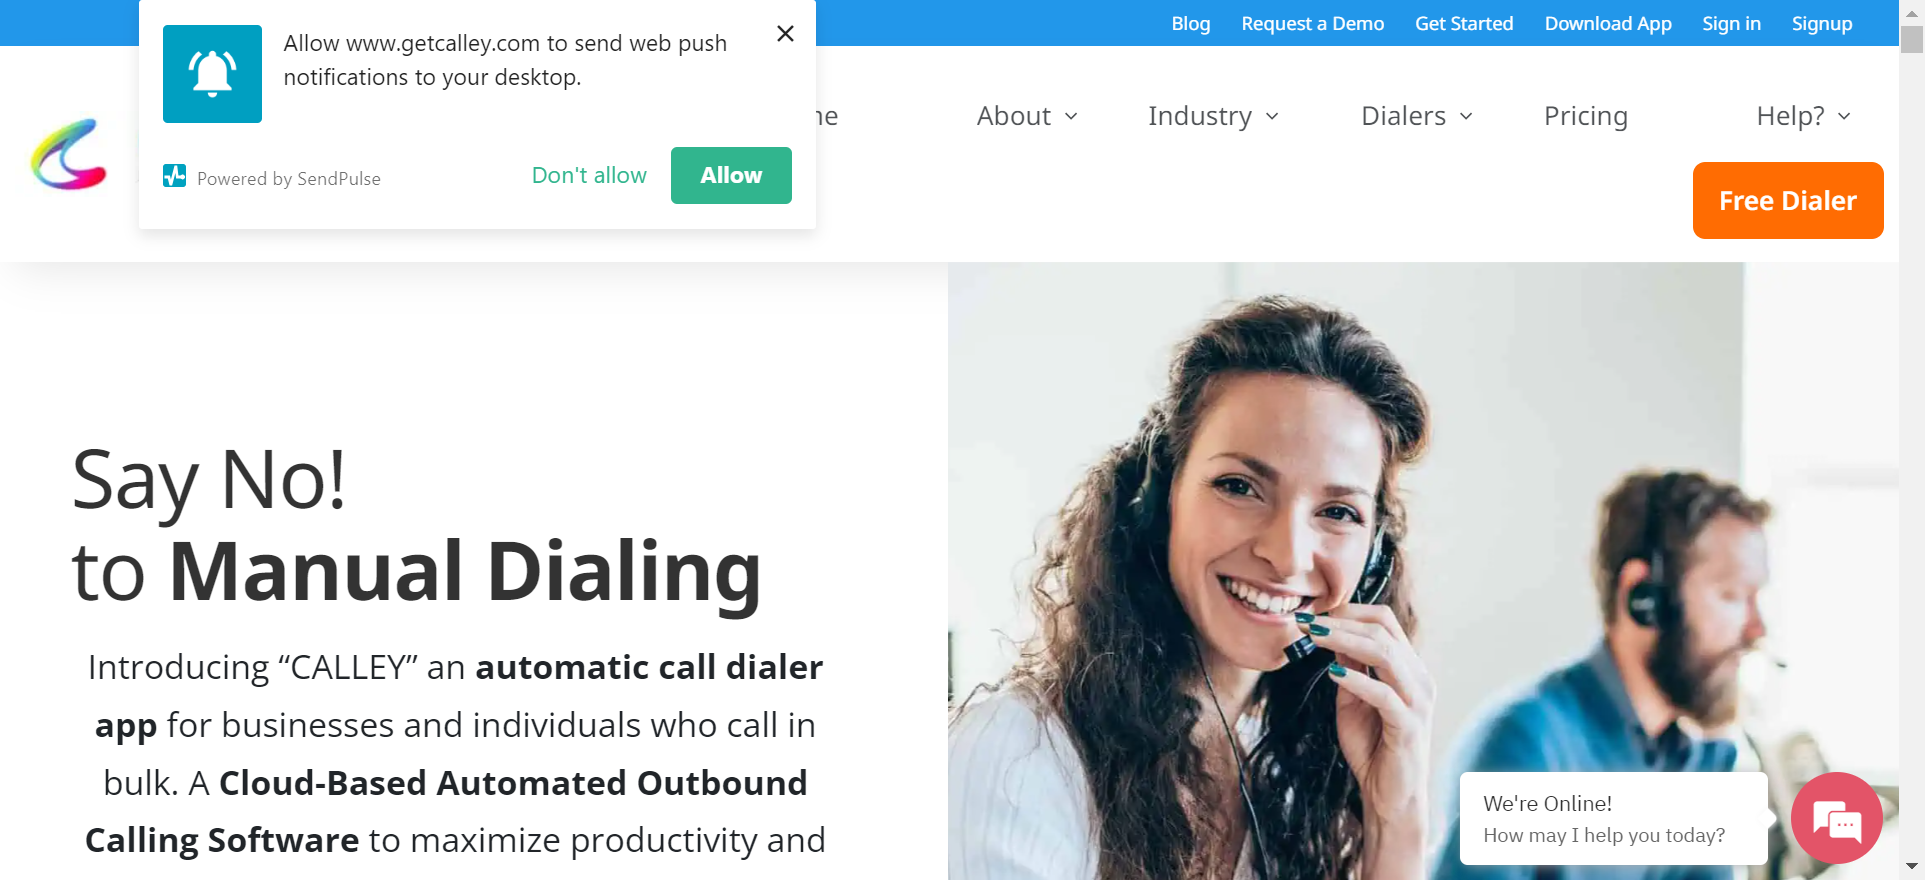 Blog Request a Demo Get Started Download App Sign in Signup
Allow www.getcalley.com to send web push
notifications to your desktop.
Powered by SendPulse
Don't allow
Allow
About Industry Dialers Pricing Help?
Free Dialer
Say No!
to Manual Dialing
Introducing “CALLEY” an automatic call dialer
app for businesses and individuals who call in
bulk. A Cloud-Based Automated Outbound
Calling Software to maximize productivity and
We're Online!
How may I help you today?